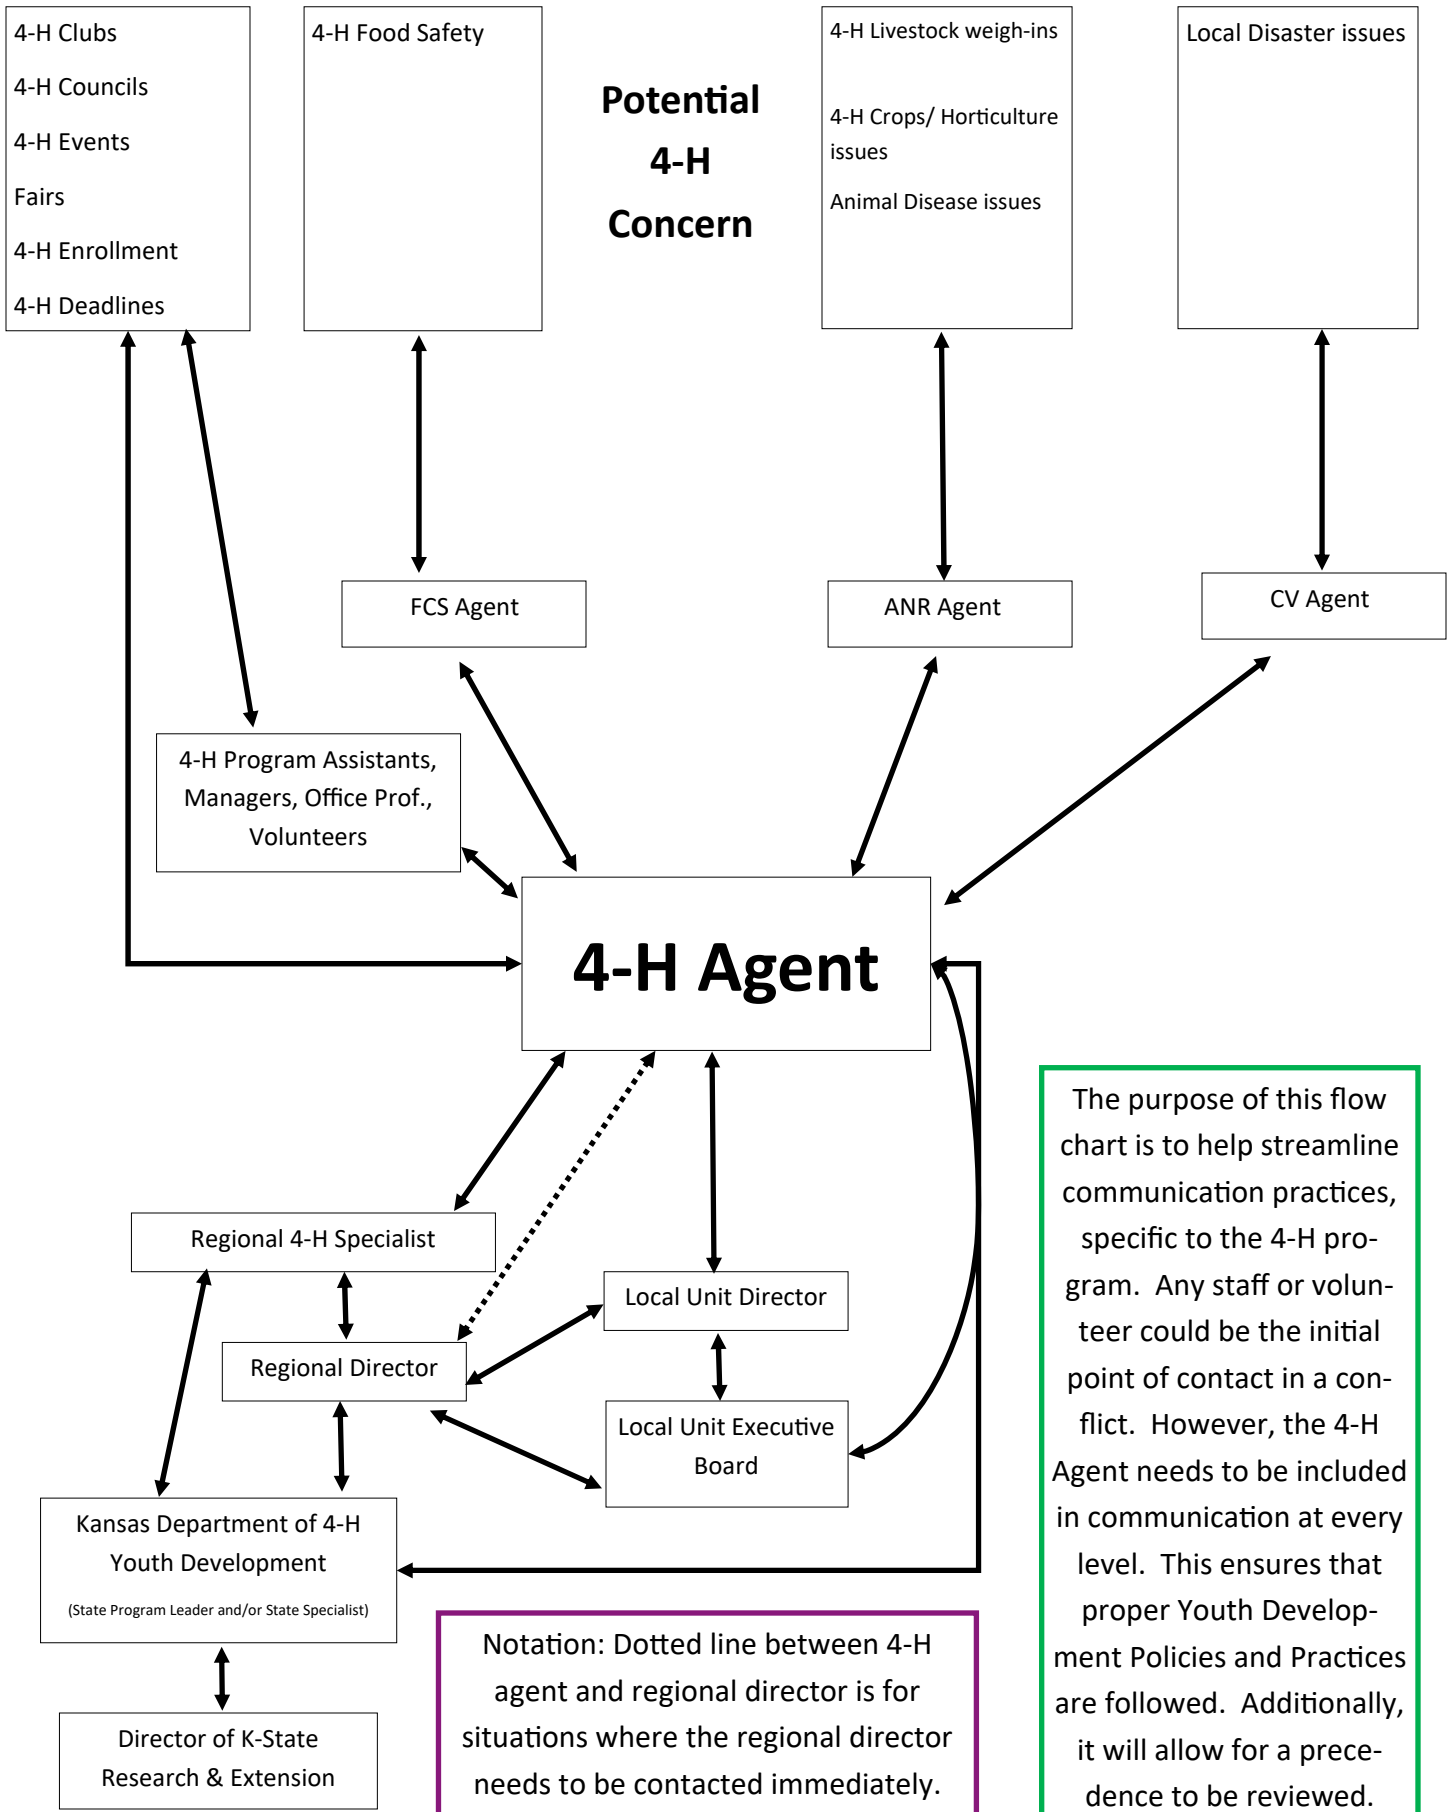 4-H Clubs
4-H Councils
4-H Events
Fairs
4-H Enrollment
4-H Deadlines
4-H Food Safety
Potential
4-H
Concern
4-H Livestock weigh-ins
4-H Crops/ Horticulture
issues
Animal Disease issues
Local Disaster issues
FCS Agent
ANR Agent
CV Agent
4-H Program Assistants,
Managers, Office Prof.,
Volunteers
4-H Agent
Regional 4-H Specialist
Local Unit Director
Regional Director
Local Unit Executive
Board
Kansas Department of 4-H
Youth Development
(State Program Leader and/or State Specialist)
Director of K-State
Research & Extension
Notation: Dotted line between 4-H
agent and regional director is for
situations where the regional director
needs to be contacted immediately.
The purpose of this flow
chart is to help streamline
communication practices,
specific to the 4-H pro-
gram.  Any staff or volun-
teer could be the initial
point of contact in a con-
flict.  However, the 4-H
Agent needs to be included
in communication at every
level.  This ensures that
proper Youth Develop-
ment Policies and Practices
are followed.  Additionally,
it will allow for a prece-
dence to be reviewed.